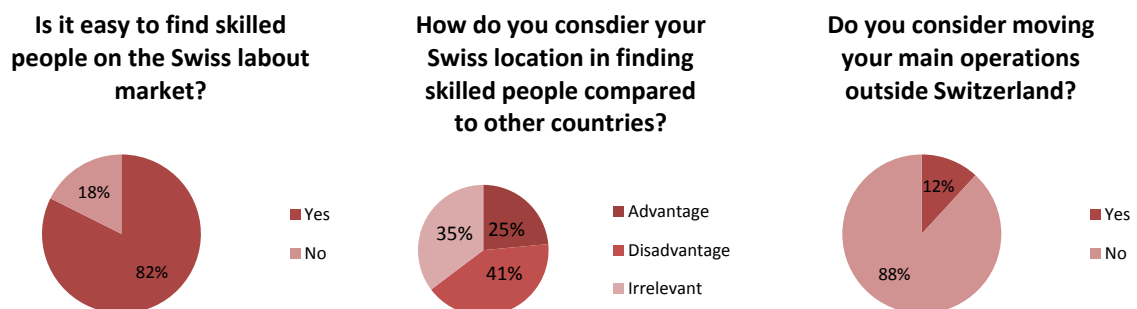 Is it easy to find skilled
people on the Swiss labout
market?
18%
82%
Yes
No
How do you consdier your
Swiss location in finding
skilled people compared
to other countries?
35%
25%
41%
Advantage
Disadvantage
Irrelevant
Do you consider moving
your main operations
outside Switzerland?
12%
88%
Yes
No